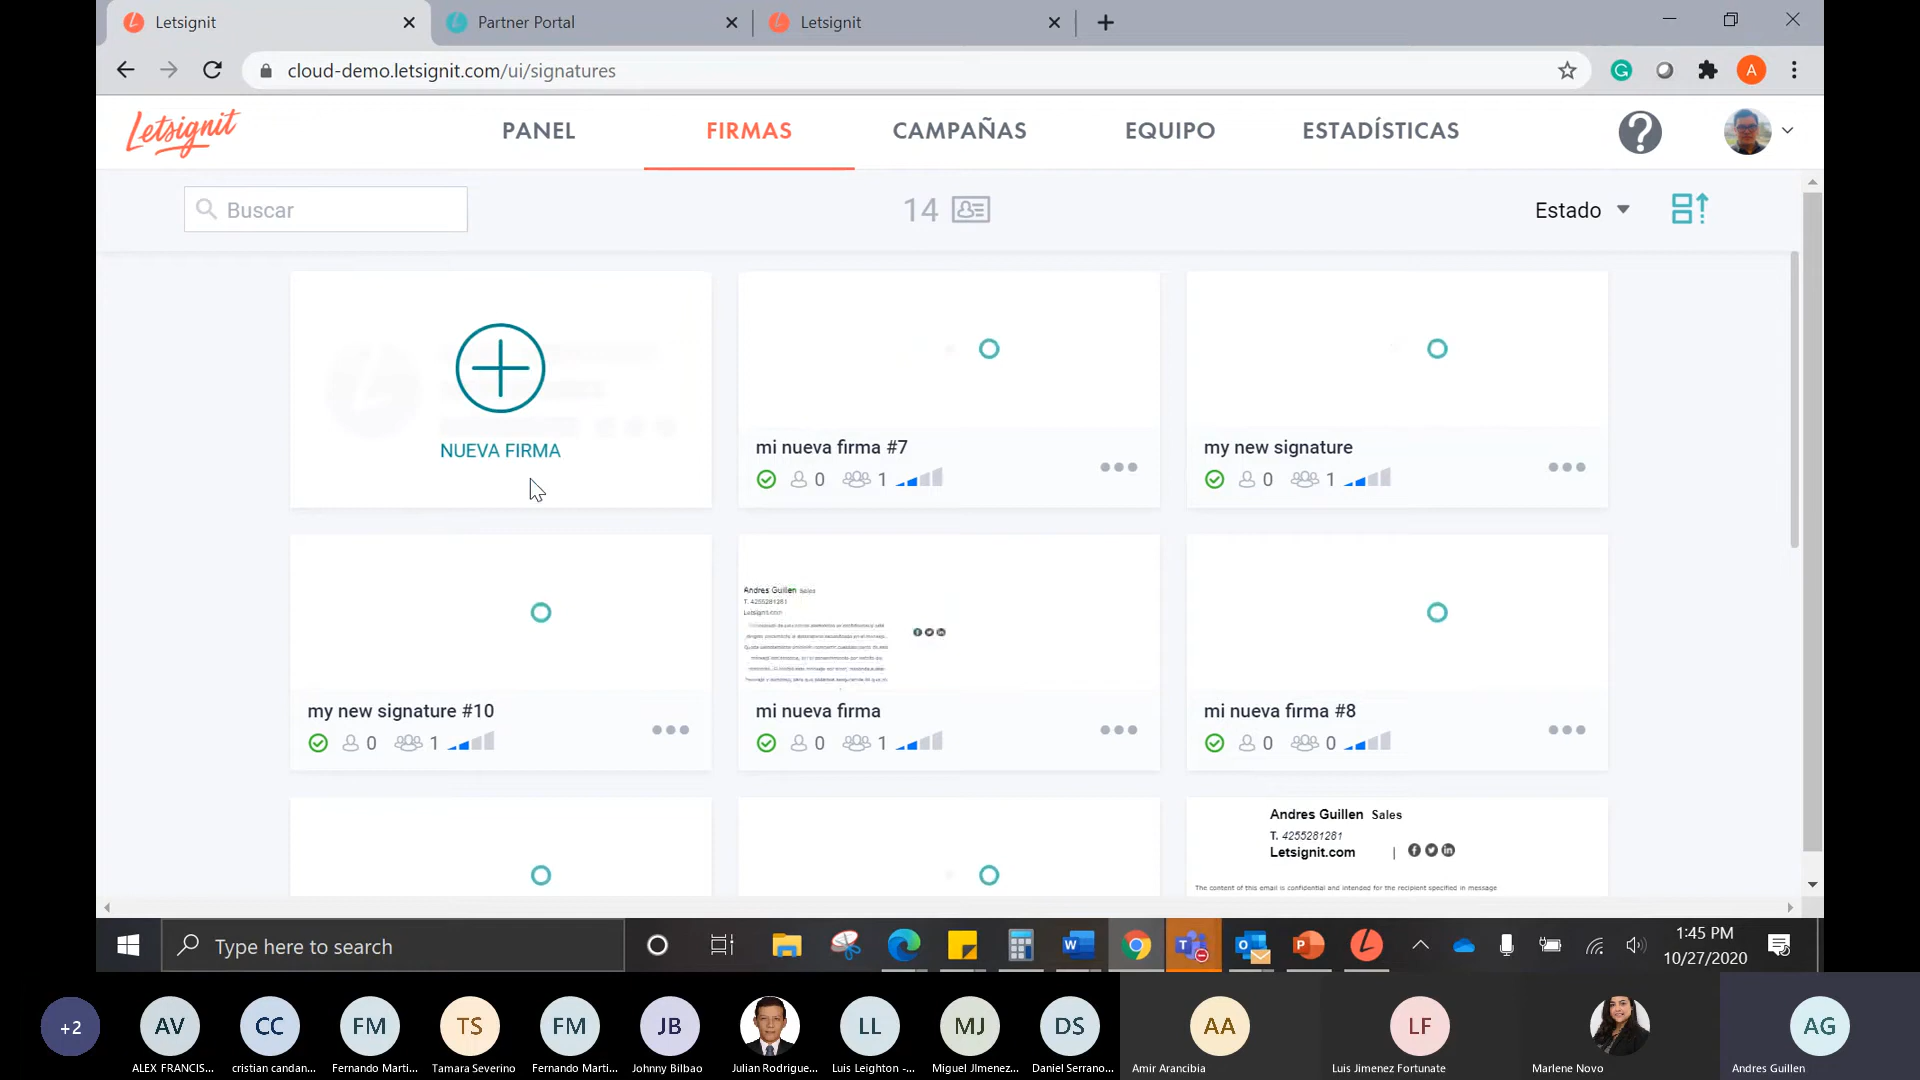 Letsignit
Partner Portal
Letsignit
cloud-demo.letsignit.com/ui/signatures
A
Letsignit
PANEL
FIRMAS
CAMPAÑAS
EQUIPO
ESTADÍSTICAS
?
Buscar
14
Estado
NUEVA FIRMA
mi nueva firma #7
0 1
my new signature
0 1
Andres Guillen Sales
T. 4255281281
Letsignit.com
my new signature #10
0 1
mi nueva firma
0 1
mi nueva firma #8
0 0
Andres Guillen Sales
T. 4255281281
Letsignit.com |
The content of this email is confidential and intended for the recipient specified in message
Type here to search
1:45 PM
10/27/2020
+2
AV
CC
FM
TS
FM
JB
LL
MJ
DS
AA
LF
AG
ALEX FRANCIS...
cristian candan...
Fernando Marti...
Tamara Severino
Fernando Marti...
Johnny Bilbao
Julian Rodrigue...
Luis Leighton -...
Miguel JImenez...
Daniel Serrano...
Amir Arancibia
Luis Jimenez Fortunate
Marlene Novo
Andres Guillen